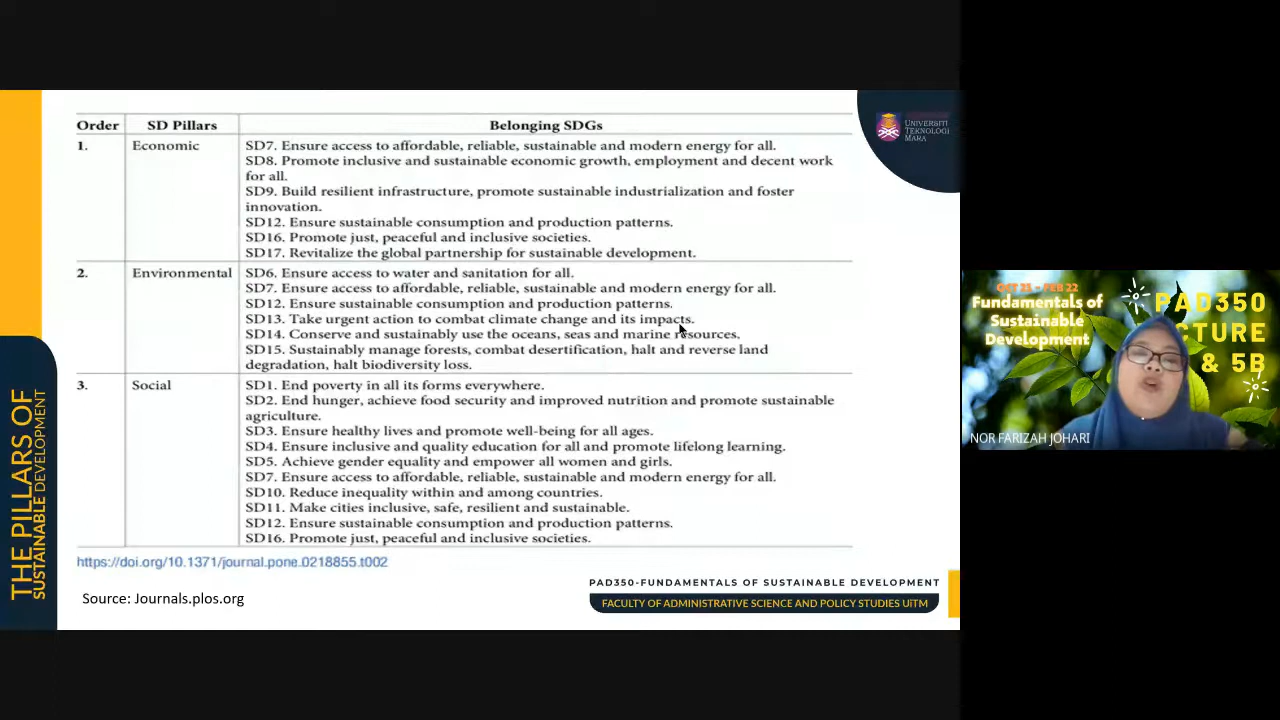 Order SD Pillars Belonging SDGs
1. Economic SD7. Ensure access to affordable, reliable, sustainable and modern energy for all.
SD8. Promote inclusive and sustainable economic growth, employment and decent work
for all.
SD9. Build resilient infrastructure, promote sustainable industrialization and foster
innovation.
SD12. Ensure sustainable consumption and production patterns.
SD16. Promote just, peaceful and inclusive societies.
SD17. Revitalize the global partnership for sustainable development.
2. Environmental SD6. Ensure access to water and sanitation for all.
SD7. Ensure access to affordable, reliable, sustainable and modern energy for all.
SD12. Ensure sustainable consumption and production patterns.
SD13. Take urgent action to combat climate change and its impacts.
SD14. Conserve and sustainably use the oceans, seas and marine resources.
SD15. Sustainably manage forests, combat desertification, halt and reverse land
degradation, halt biodiversity loss.
3. Social SD1. End poverty in all its forms everywhere.
SD2. End hunger, achieve food security and improved nutrition and promote sustainable
agriculture.
SD3. Ensure healthy lives and promote well-being for all ages.
SD4. Ensure inclusive and quality education for all and promote lifelong learning.
SD5. Achieve gender equality and empower all women and girls.
SD7. Ensure access to affordable, reliable, sustainable and modern energy for all.
SD10. Reduce inequality within and among countries.
SD11. Make cities inclusive, safe, resilient and sustainable.
SD12. Ensure sustainable consumption and production patterns.
SD16. Promote just, peaceful and inclusive societies.
https://doi.org/10.1371/journal.pone.0218855.t002
Source: Journals.plos.org
THE PILLARS OF
SUSTAINABLE DEVELOPMENT
PAD350-FUNDAMENTALS OF SUSTAINABLE DEVELOPMENT
FACULTY OF ADMINISTRATIVE SCIENCE AND POLICY STUDIES UiTM
UNIVERSITI
TEKNOLOGI
MARA
Fundamentals of
Sustainable
Development
PAD350
CTURE
& 5B
NOR FARIZAH JOHARI